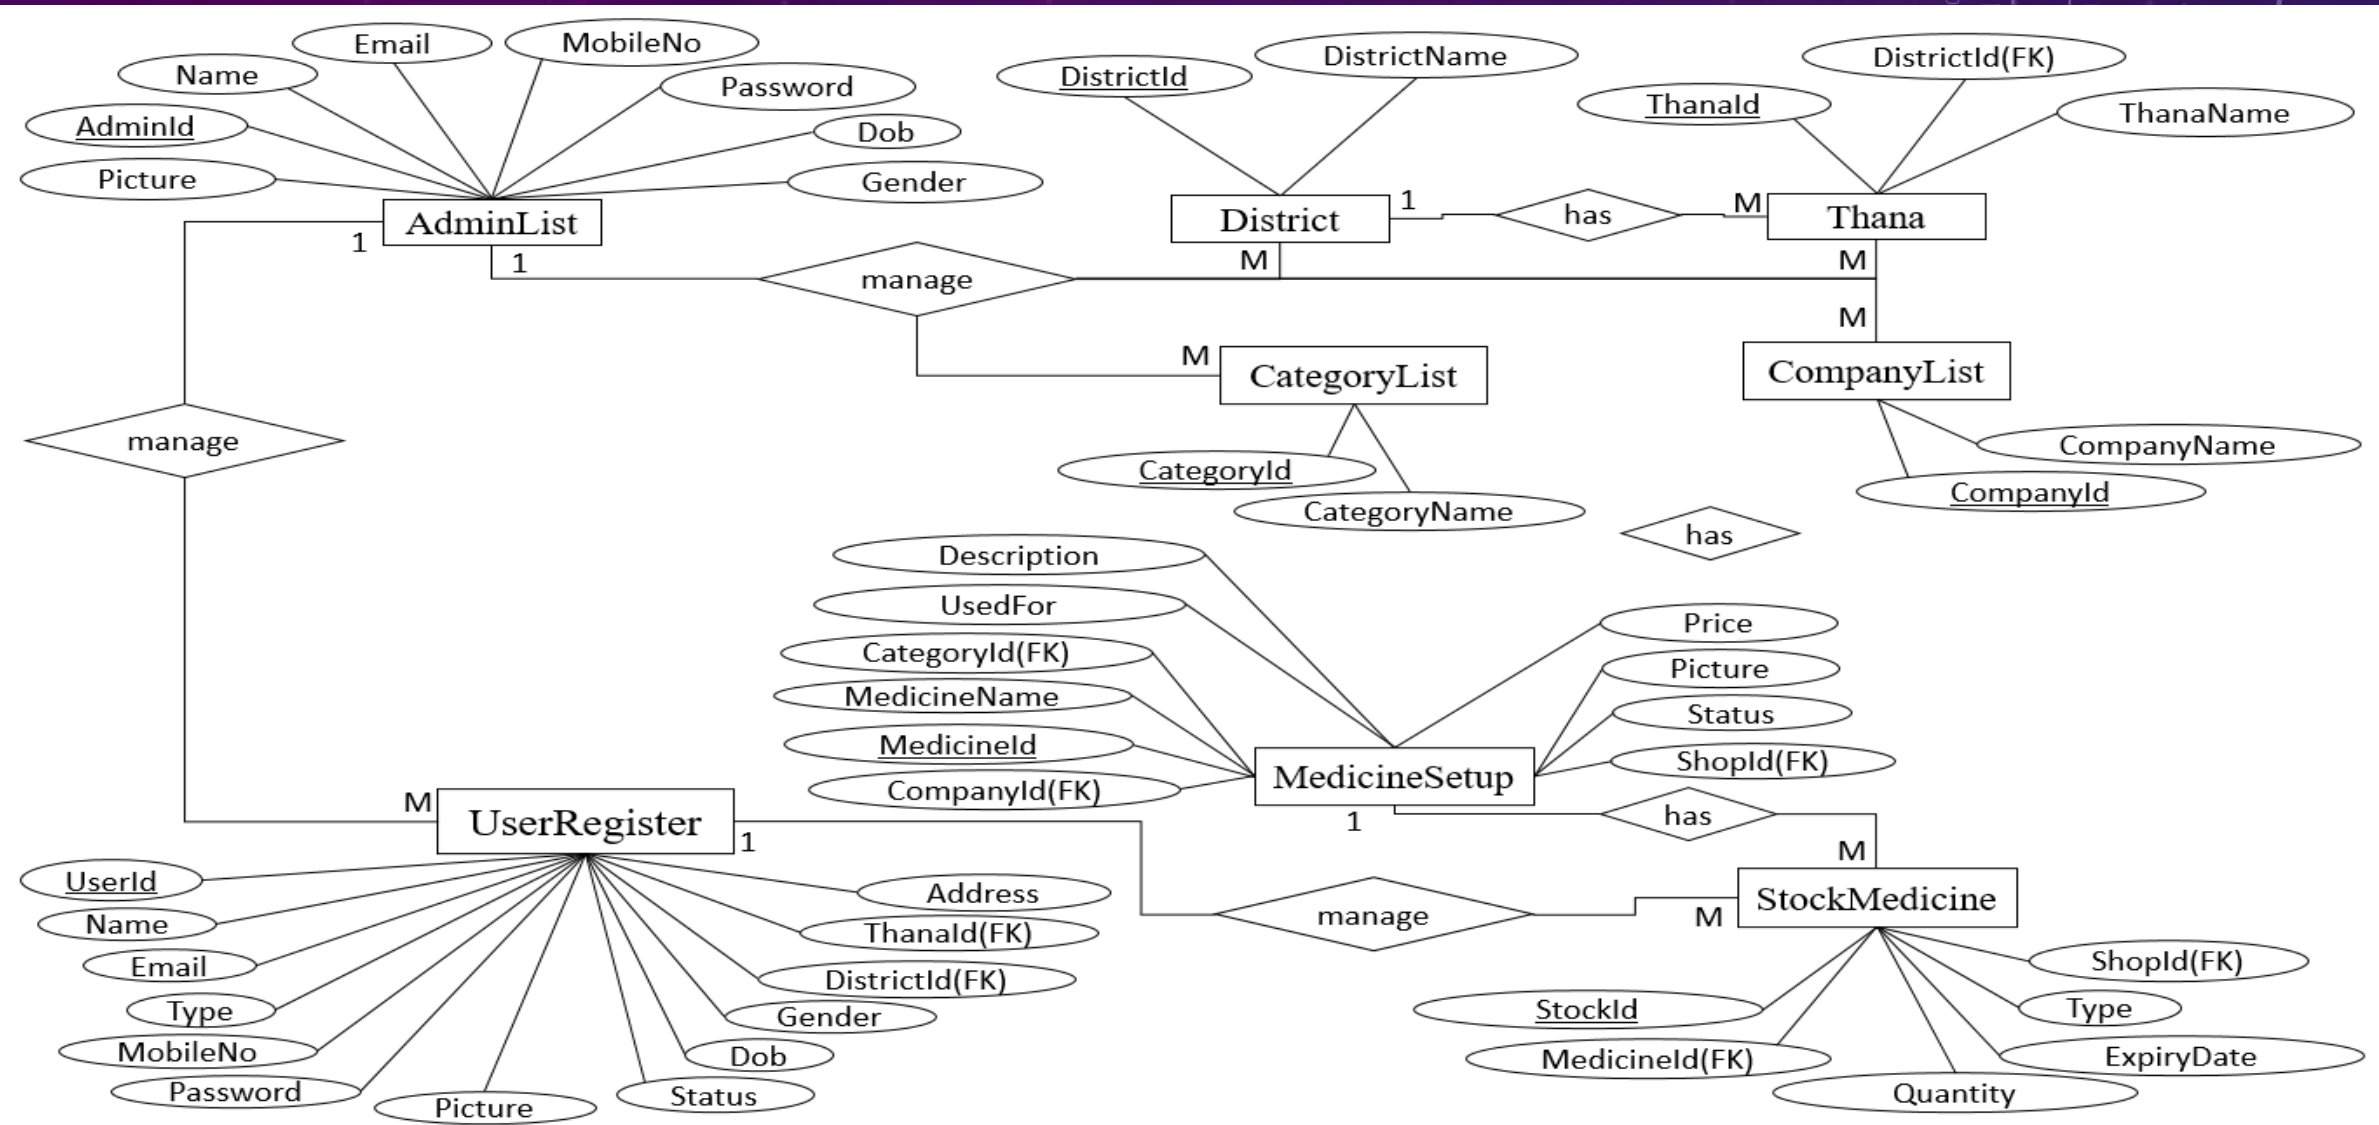 Email
MobileNo
Name
Password
AdminId
Dob
Picture
Gender
AdminList
1
1
DistrictId
DistrictName
District
1
has
M
DistrictId(FK)
ThanaId
ThanaName
Thana
M
M
manage
M
M
CategoryList
CompanyList
CategoryId
CategoryName
CompanyName
CompanyId
has
manage
Description
UsedFor
CategoryId(FK)
MedicineName
MedicineId
CompanyId(FK)
Price
Picture
Status
ShopId(FK)
MedicineSetup
1
has
M
M
UserRegister
1
manage
M
StockMedicine
UserId
Name
Email
Type
MobileNo
Password
Picture
Status
Dob
Gender
DistrictId(FK)
ThanaId(FK)
Address
StockId
MedicineId(FK)
Quantity
ExpiryDate
Type
ShopId(FK)